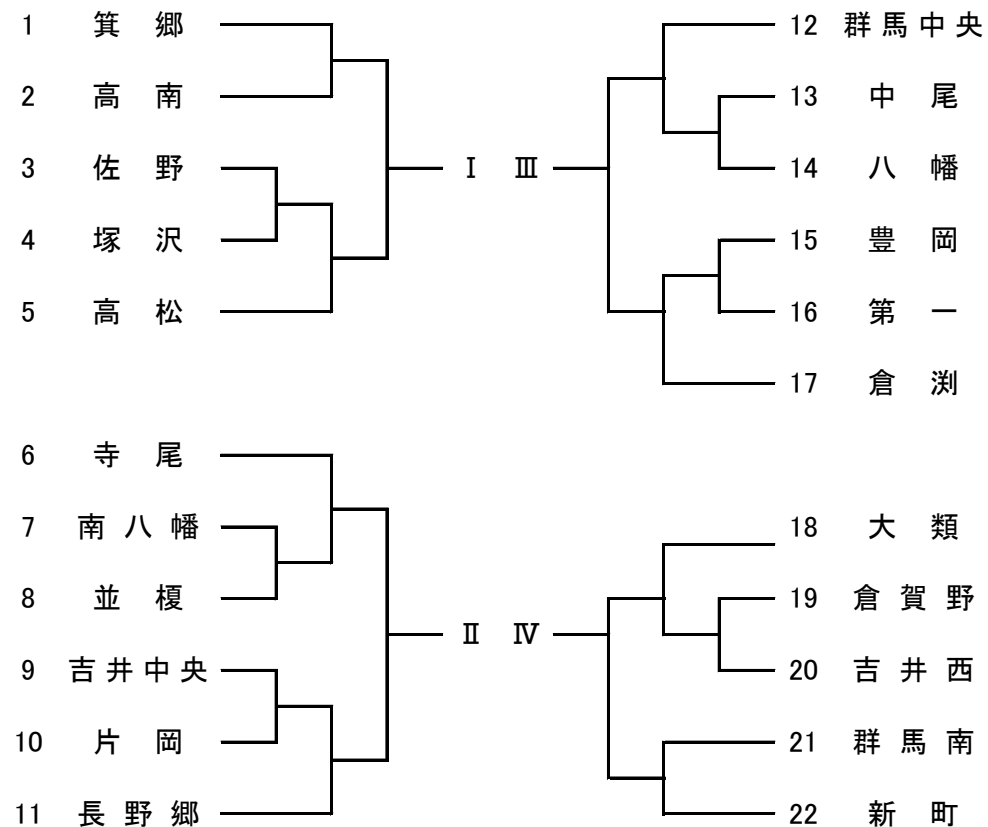 1 箕郷
2 高南
3 佐野
4 塚沢
5 高松
Ⅰ
6 寺尾
7 南八幡
8 並榎
9 吉井中央
10 片岡
11 長野郷
Ⅱ
Ⅲ
12 群馬中央
13 中尾
14 八幡
15 豊岡
16 第一
17 倉渕
Ⅳ
18 大類
19 倉賀野
20 吉井西
21 群馬南
22 新町